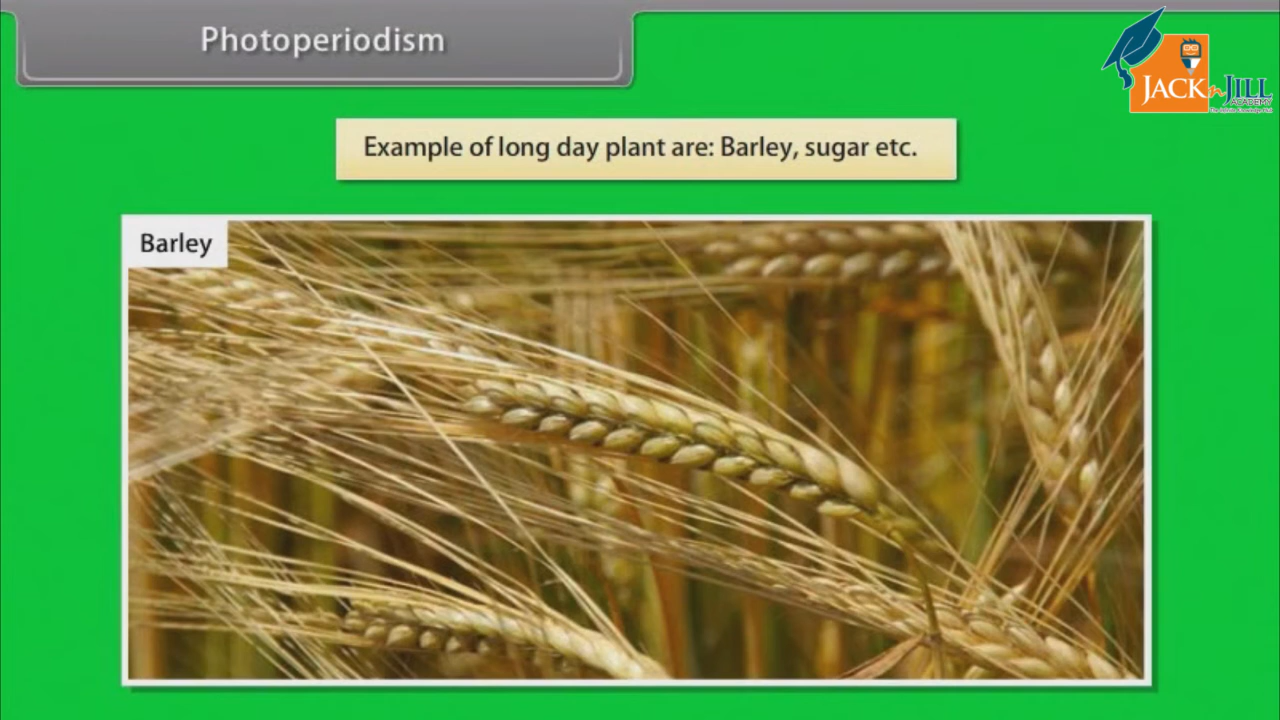 Photoperiodism
JACK n JILL
ACADEMY
Example of long day plant are: Barley, sugar etc.
Barley